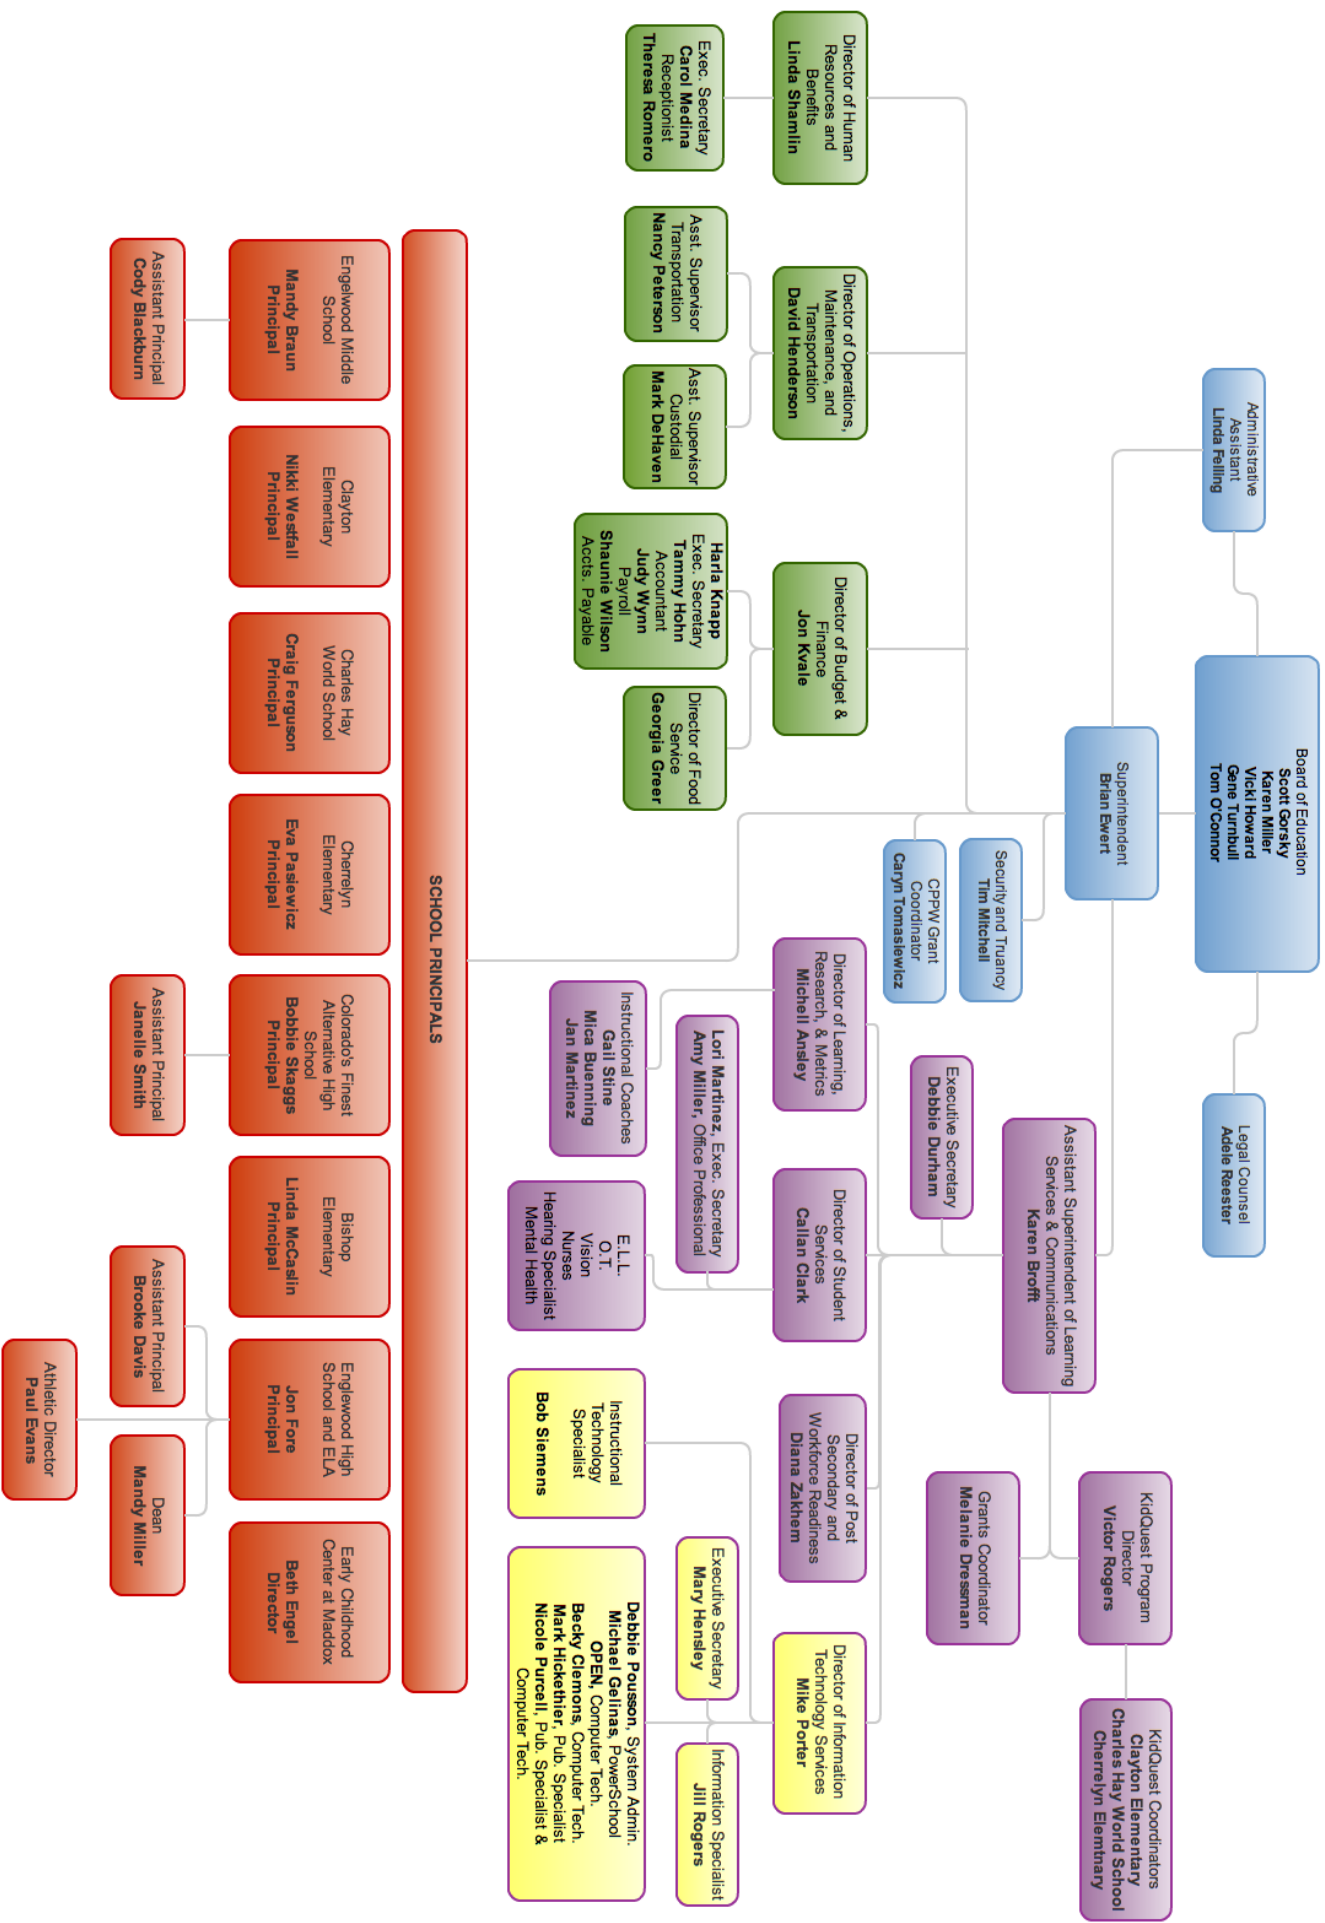 Board of Education
Scott Gorsky
Karen Miller
Vicki Howard
Gene Turnbull
Tom O'Connor
Administrative
Assistant
Linda Felling
Legal Counsel
Adele Reester
Superintendent
Brian Ewert
Security and Truancy
Tim Mitchell
CPPW Grant
Coordinator
Caryn Tomasiewicz
Assistant Superintendent of Learning
Services & Communications
Karen Brofft
KidQuest Program
Director
Victor Rogers
KidQuest Coordinators
Clayton Elementary
Charles Hay World School
Cherrelyn Elemtnary
Grants Coordinator
Melanie Dressman
Executive Secretary
Debbie Durham
Director of Human
Resources and
Benefits
Linda Shamlin
Exec. Secretary
Carol Medina
Receptionist
Theresa Romero
Director of Operations,
Maintenance, and
Transportation
David Henderson
Asst. Supervisor
Transportation
Nancy Peterson
Asst. Supervisor
Custodial
Mark DeHaven
Director of Budget &
Finance
Jon Kvale
Harla Knapp
Exec. Secretary
Tammy Hohn
Accountant
Judy Wynn
Payroll
Shaunie Wilson
Accts. Payable
Director of Food
Service
Georgia Greer
Director of Learning,
Research, & Metrics
Michell Ansley
Instructional Coaches
Gail Stine
Mica Buenning
Jan Martinez
Director of Student
Services
Callan Clark
Lori Martinez, Exec. Secretary
Amy Miller, Office Professional
E.L.L.
O.T.
Vision
Nurses
Hearing Specialist
Mental Health
Director of Post
Secondary and
Workforce Readiness
Diana Zakhem
Director of Information
Technology Services
Mike Porter
Executive Secretary
Mary Hensley
Information Specialist
Jill Rogers
Instructional
Technology
Specialist
Bob Siemens
Debbie Pousson, System Admin.
Michael Gelinas, PowerSchool
OPEN, Computer Tech.
Becky Clemons, Computer Tech.
Mark Hickethier, Pub. Specialist
Nicole Purcell, Pub. Specialist &
Computer Tech.
SCHOOL PRINCIPALS
Engelwood Middle
School
Mandy Braun
Principal
Assistant Principal
Cody Blackburn
Clayton
Elementary
Nikki Westfall
Principal
Charles Hay
World School
Craig Ferguson
Principal
Cherrelyn
Elementary
Eva Pasiewicz
Principal
Colorado's Finest
Alternative High
School
Bobbie Skaggs
Principal
Assistant Principal
Janelle Smith
Bishop
Elementary
Linda McCaslin
Principal
Englewood High
School and ELA
Jon Fore
Principal
Assistant Principal
Brooke Davis
Dean
Mandy Miller
Athletic Director
Paul Evans
Early Childhood
Center at Maddox
Beth Engel
Director